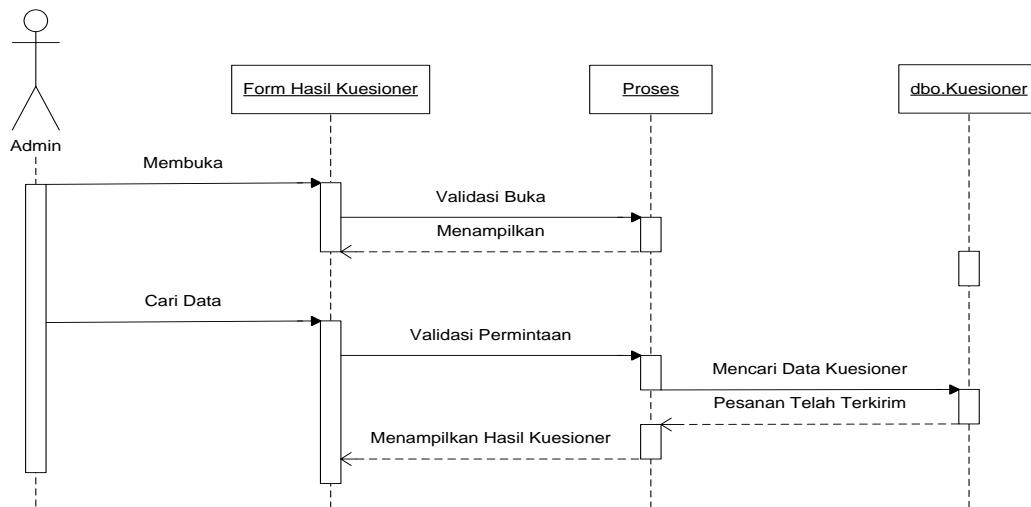 Form Hasil Kuesioner
Proses
dbo.Kuesioner
Admin
Membuka
Validasi Buka
Menampilkan
Cari Data
Validasi Permintaan
Mencari Data Kuesioner
Pesanan Telah Terkirim
Menampilkan Hasil Kuesioner